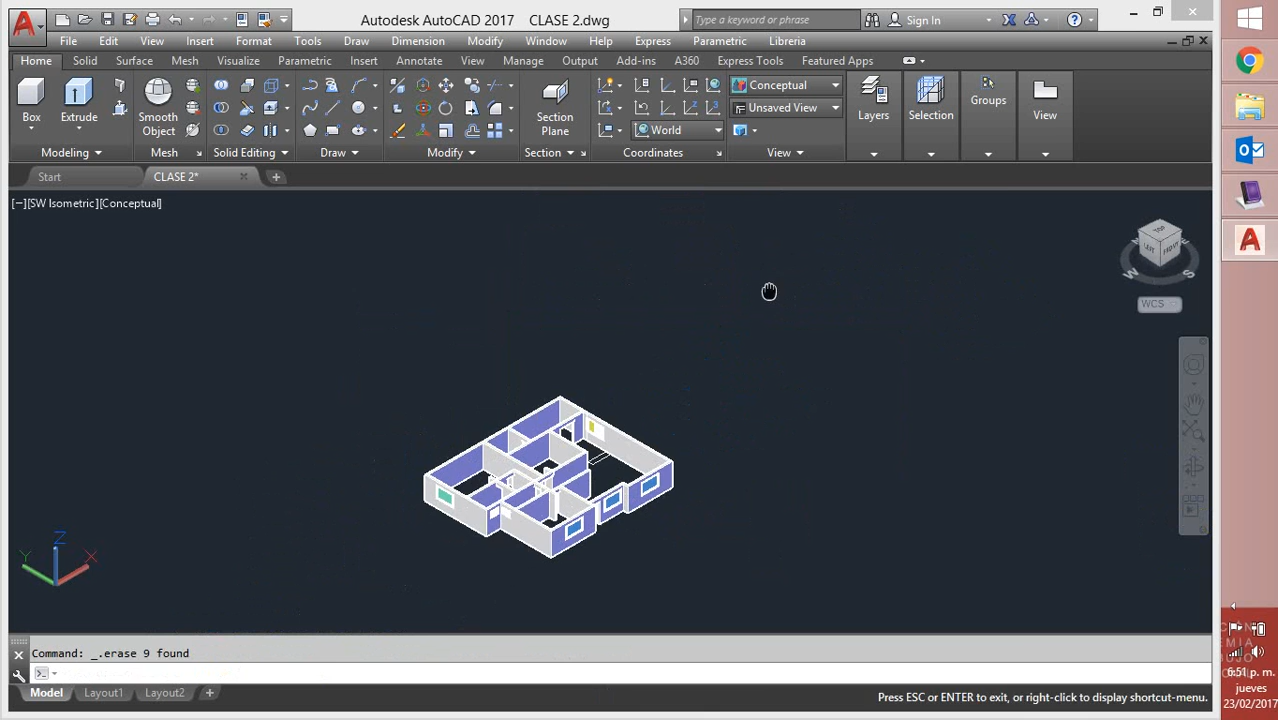 Autodesk AutoCAD 2017 CLASE 2.dwg
Type a keyword or phrase
Sign In
File Edit View Insert Format Tools Draw Dimension Modify Window Help Express Parametric Libreria
Home Solid Surface Mesh Visualize Parametric Insert Annotate View Manage Output Add-ins A360 Express Tools Featured Apps
Conceptual
Unsaved View
World
Box
Extrude
Smooth
Object
Section
Plane
Layers
Selection
Groups
View
Modeling Mesh Solid Editing Draw Modify Section Coordinates View
Start
CLASE 2*
[−][SW Isometric][Conceptual]
TOP
LEFT
FRONT
W
S
WCS
Z
Y
X
Command: _.erase 9 found
Model Layout1 Layout2
Press ESC or ENTER to exit, or right-click to display shortcut-menu.
6:51 p. m.
jueves
23/02/2017